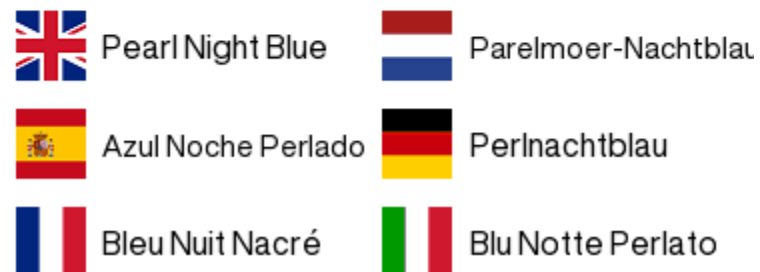 Pearl Night Blue
Parelmoer-Nachtblau
Azul Noche Perlado
Perlnachtblau
Bleu Nuit Nacré
Blu Notte Perlato